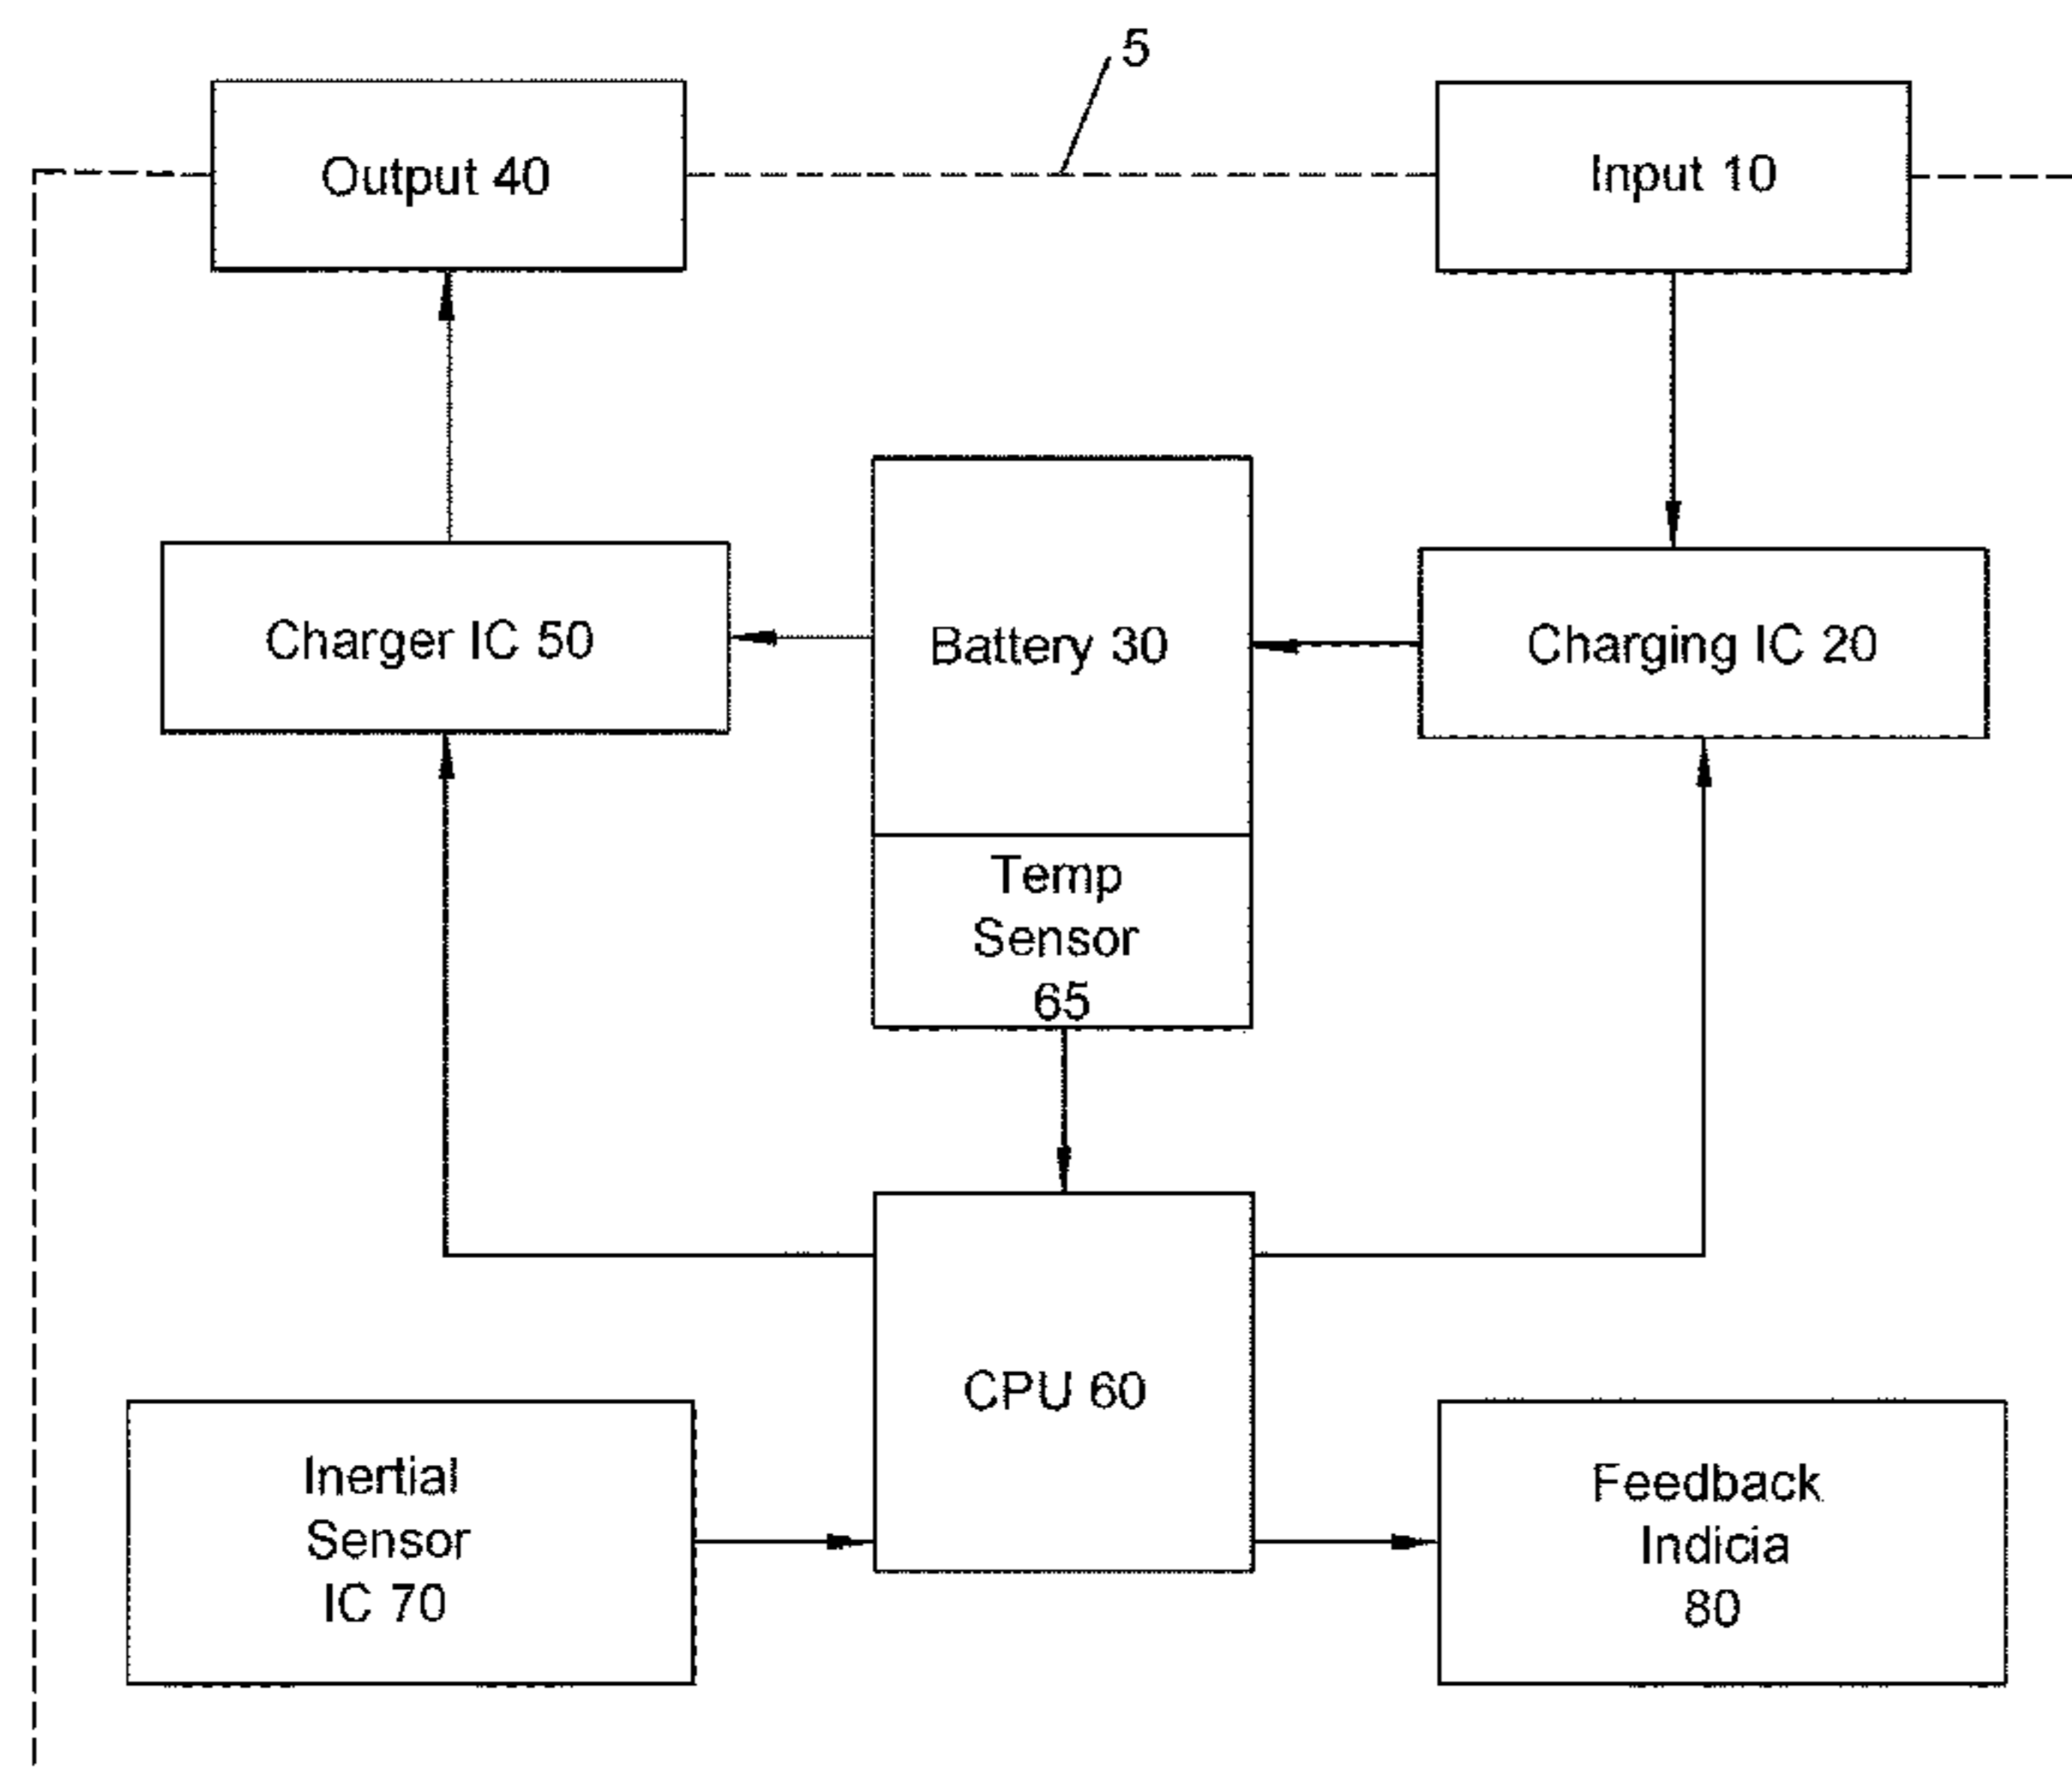 5
Output 40
Input 10
Charger IC 50
Battery 30
Charging IC 20
Temp
Sensor
65
CPU 60
Inertial
Sensor
IC 70
Feedback
Indicia
80